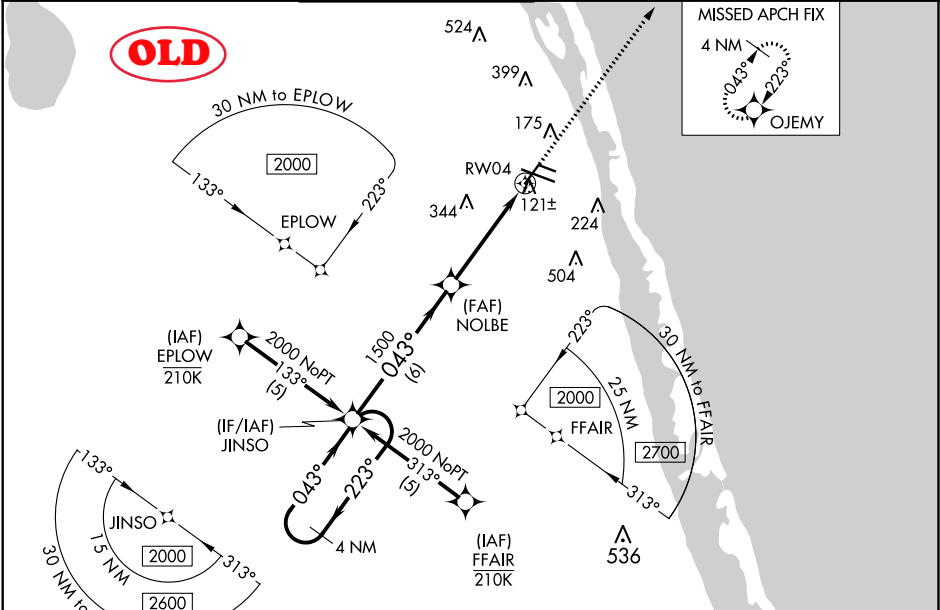 OLD
MISSED APCH FIX
4 NM
043°
223°
OJEMY
524
399
175
RW04
121±
344
224
504
30 NM to EPLOW
2000
133°
223°
EPLOW
(FAF)
NOLBE
1500
043°
(6)
(IAF)
EPLOW
210K
2000 NoPT
133°
(5)
(IF/IAF)
JINSO
2000 NoPT
313°
(5)
043°
223°
4 NM
(IAF)
FFAIR
210K
223°
30 NM to FFAIR
25 NM
2000
FFAIR
2700
313°
536
133°
JINSO
313°
15 NM
2000
30 NM to
2600